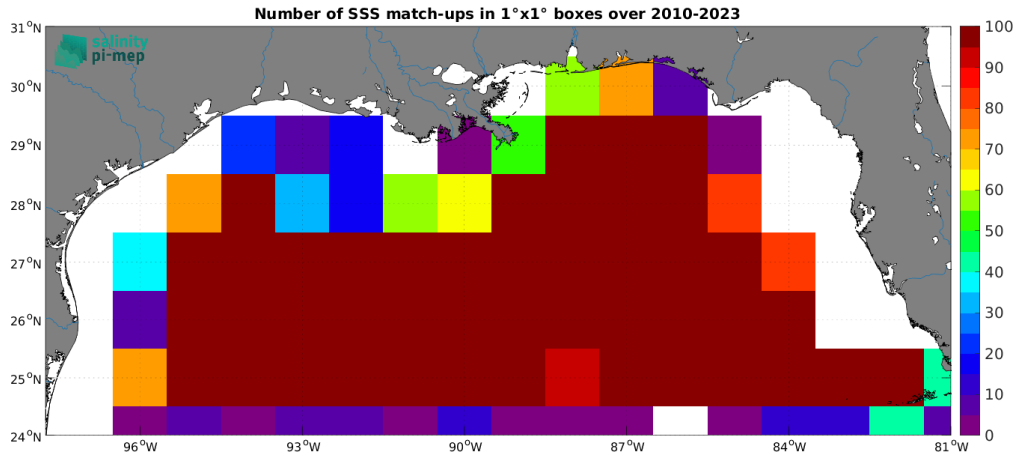 Number of SSS match-ups in 1°x1° boxes over 2010-2023
salinity
pi-mep
31°N
30°N
29°N
28°N
27°N
26°N
25°N
24°N
96°W 93°W 90°W 87°W 84°W 81°W
100
90
80
70
60
50
40
30
20
10
0